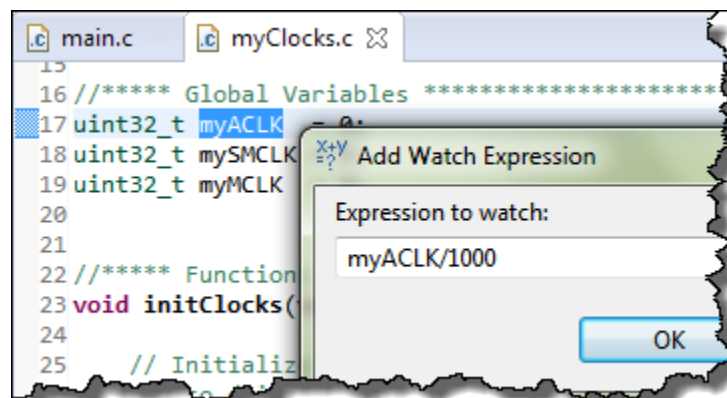 main.c myClocks.c
15
16 //***** Global Variables ***********************
17 uint32_t myACLK = 0;
18 uint32_t mySMCLK
19 uint32_t myMCLK
20
21
22 //***** Function
23 void initClocks(
24
25 // Initializ
x+y=? Add Watch Expression
Expression to watch:
myACLK/1000
OK